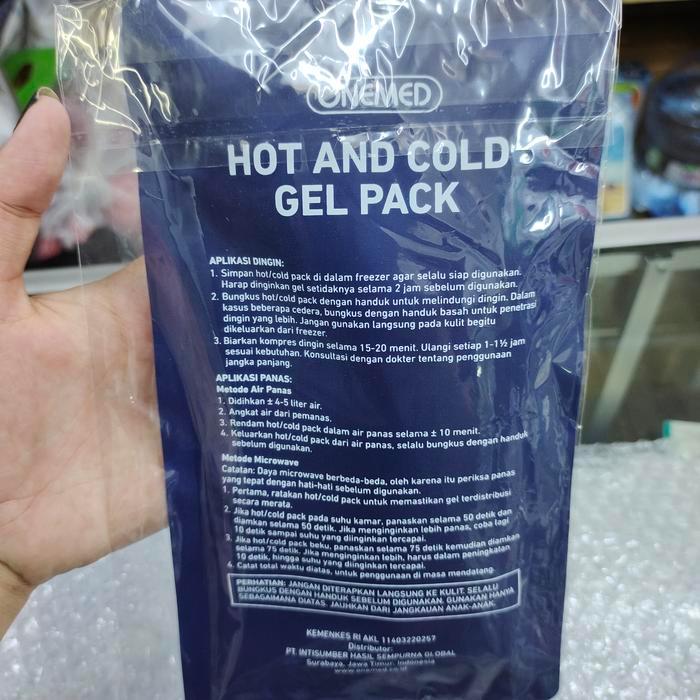 ONEMED
HOT AND COLD
GEL PACK
APLIKASI DINGIN:
1. Simpan hot/cold pack di dalam freezer agar selalu siap digunakan.
Harap dinginkan gel setidaknya selama 2 jam sebelum digunakan.
2. Bungkus hot/cold pack dengan handuk untuk melindungi dingin. Dalam
kasus beberapa cedera, bungkus dengan handuk basah untuk penetrasi
dingin yang lebih. Jangan gunakan langsung pada kulit begitu
dikeluarkan dari freezer.
3. Biarkan kompres dingin selama 15-20 menit. Ulangi setiap 1-1½ jam
sesuai kebutuhan. Konsultasi dengan dokter tentang penggunaan
jangka panjang.
APLIKASI PANAS:
Metode Air Panas
1. Didihkan ± 4-5 liter air.
2. Angkat air dari pemanas.
3. Rendam hot/cold pack dalam air panas selama ± 10 menit.
4. Keluarkan hot/cold pack dari air panas, selalu bungkus dengan handuk
sebelum digunakan.
Metode Microwave
Catatan: Daya microwave berbeda-beda, oleh karena itu periksa panas
yang tepat dengan hati-hati sebelum digunakan.
1. Pertama, ratakan hot/cold pack untuk memastikan gel terdistribusi
secara merata.
2. Jika hot/cold pack pada suhu kamar, panaskan selama 50 detik dan
diamkan selama 50 detik. Jika menginginkan lebih panas, coba lagi
10 detik sampai suhu yang diinginkan tercapai.
3. Jika hot/cold pack beku, panaskan selama 75 detik kemudian diamkan
selama 75 detik. Jika menginginkan lebih, harus dalam peningkatan
10 detik, hingga suhu yang diinginkan tercapai.
4. Catat total waktu diatas, untuk penggunaan di masa mendatang.
PERHATIAN: JANGAN DITERAPKAN LANGSUNG KE KULIT. SELALU
BUNGKUS DENGAN HANDUK SEBELUM DIGUNAKAN. GUNAKAN HANYA
SEBAGAIMANA DIATAS. JAUHKAN DARI JANGKAUAN ANAK-ANAK.
KEMENKES RI AKL 11403220257
Distributor:
PT. INTISUMBER HASIL SEMPURNA GLOBAL
Surabaya, Jawa Timur, Indonesia
www.onemed.co.id